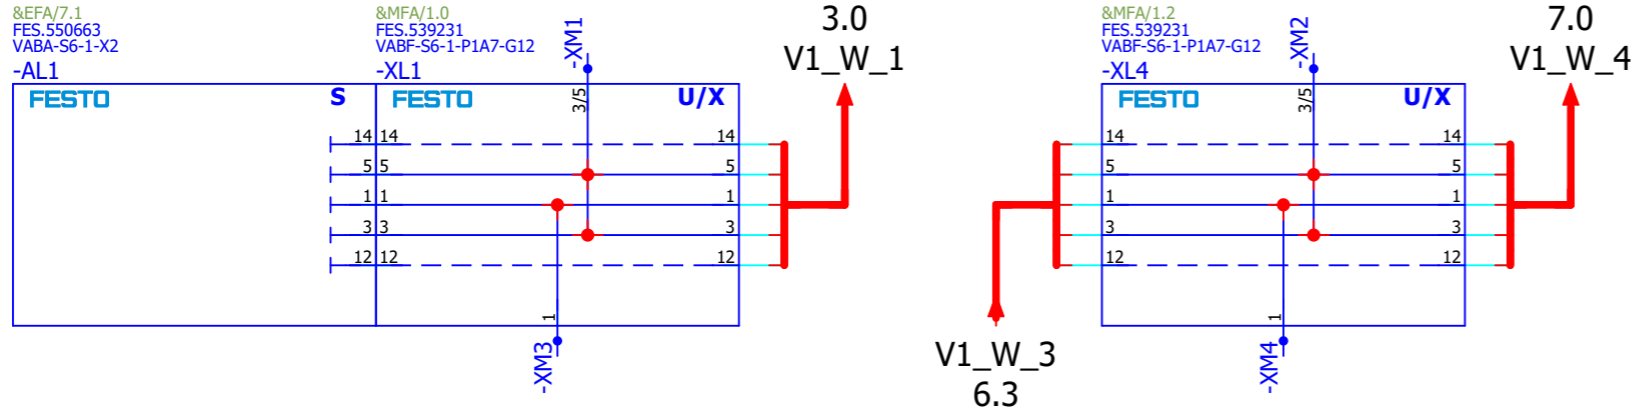 &EFA/7.1
FES.550663
VABA-S6-1-X2
-AL1
FESTO
S
&MFA/1.0
FES.539231
VABF-S6-1-P1A7-G12
-XL1
FESTO
U/X
-XM1
3/5
14 14 14
5 5 5
1 1 1
3 3 3
12 12 12
1
-XM3
3.0
V1_W_1
&MFA/1.2
FES.539231
VABF-S6-1-P1A7-G12
-XL4
FESTO
U/X
-XM2
3/5
14 14
5 5
1 1
3 3
12 12
1
-XM4
V1_W_3
6.3
7.0
V1_W_4